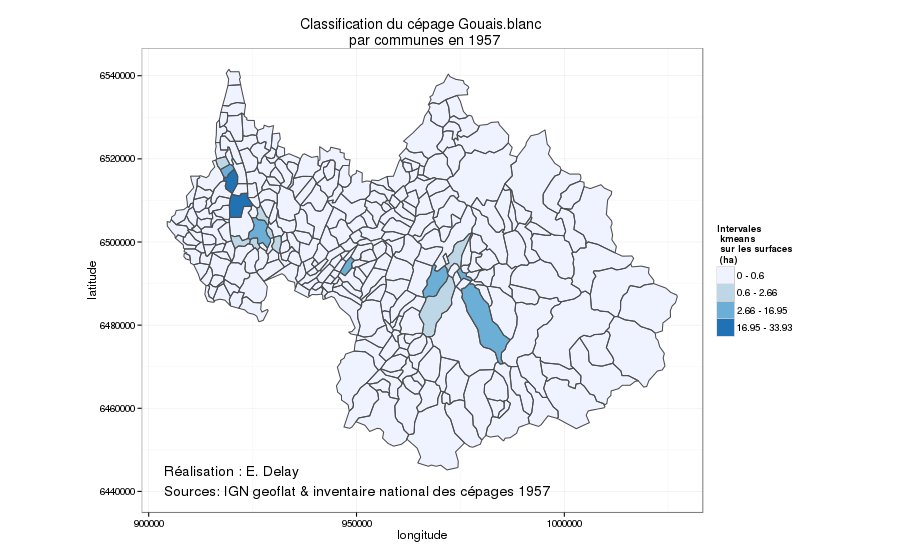 Classification du cépage Gouais.blanc
par communes en 1957
6540000
6520000
6500000
6480000
6460000
6440000
latitude
900000
950000
1000000
longitude
Réalisation : E. Delay
Sources: IGN geoflat & inventaire national des cépages 1957
Intervales
kmeans
sur les surfaces
(ha)
0 - 0.6
0.6 - 2.66
2.66 - 16.95
16.95 - 33.93